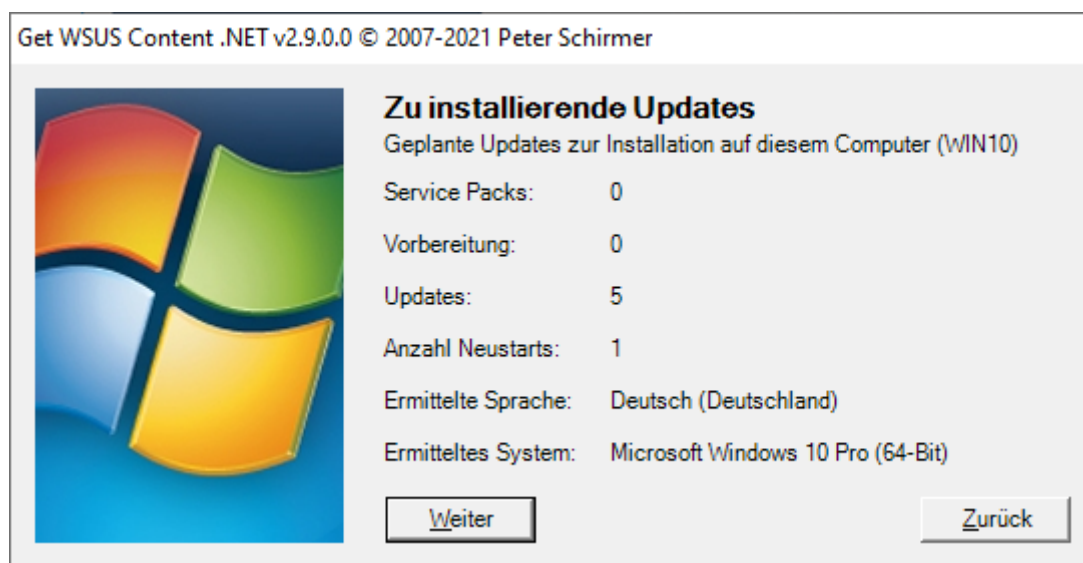 Get WSUS Content .NET v2.9.0.0 © 2007-2021 Peter Schirmer
Zu installierende Updates
Geplante Updates zur Installation auf diesem Computer (WIN10)
Service Packs: 0
Vorbereitung: 0
Updates: 5
Anzahl Neustarts: 1
Ermittelte Sprache: Deutsch (Deutschland)
Ermitteltes System: Microsoft Windows 10 Pro (64-Bit)
Weiter Zurück